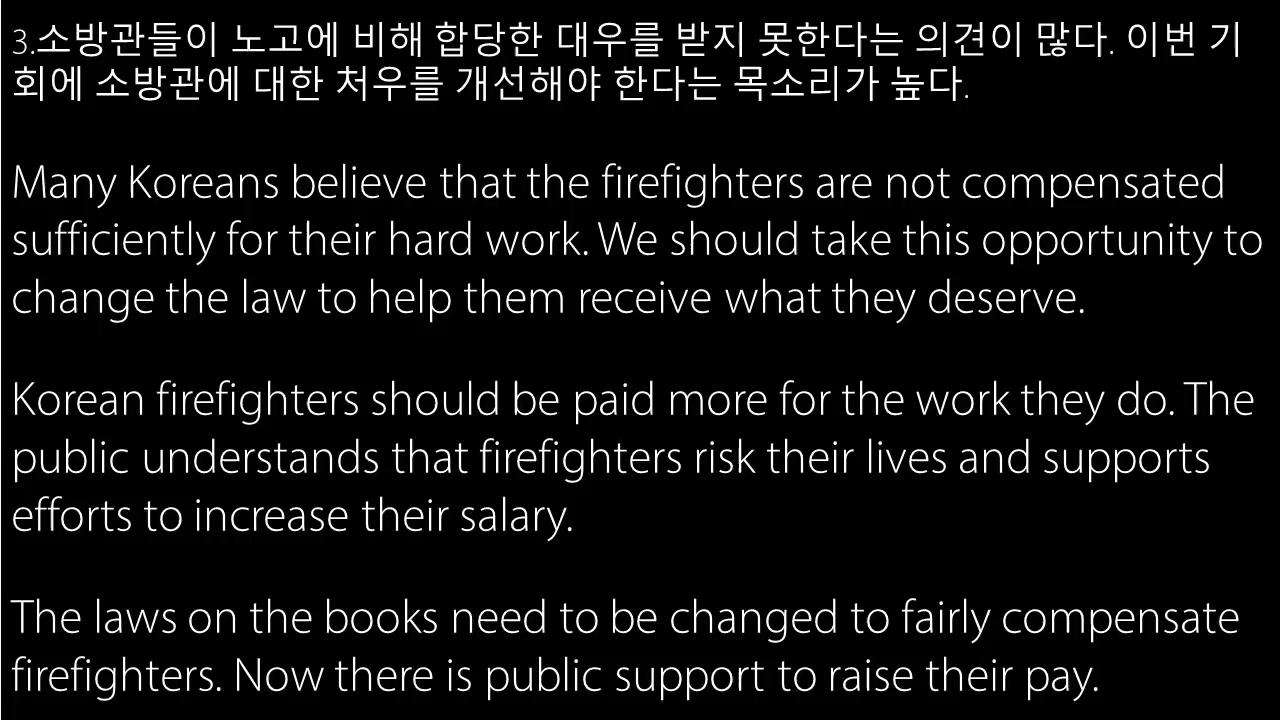 3.소방관들이 노고에 비해 합당한 대우를 받지 못한다는 의견이 많다. 이번 기
회에 소방관에 대한 처우를 개선해야 한다는 목소리가 높다.
Many Koreans believe that the firefighters are not compensated
sufficiently for their hard work. We should take this opportunity to
change the law to help them receive what they deserve.
Korean firefighters should be paid more for the work they do. The
public understands that firefighters risk their lives and supports
efforts to increase their salary.
The laws on the books need to be changed to fairly compensate
firefighters. Now there is public support to raise their pay.